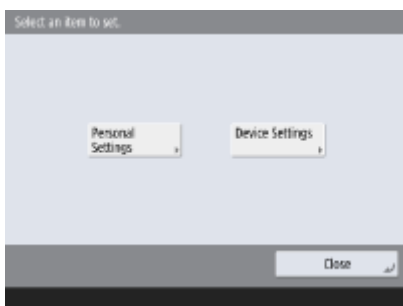 Select an item to set.
Personal
Settings
Device Settings
Close